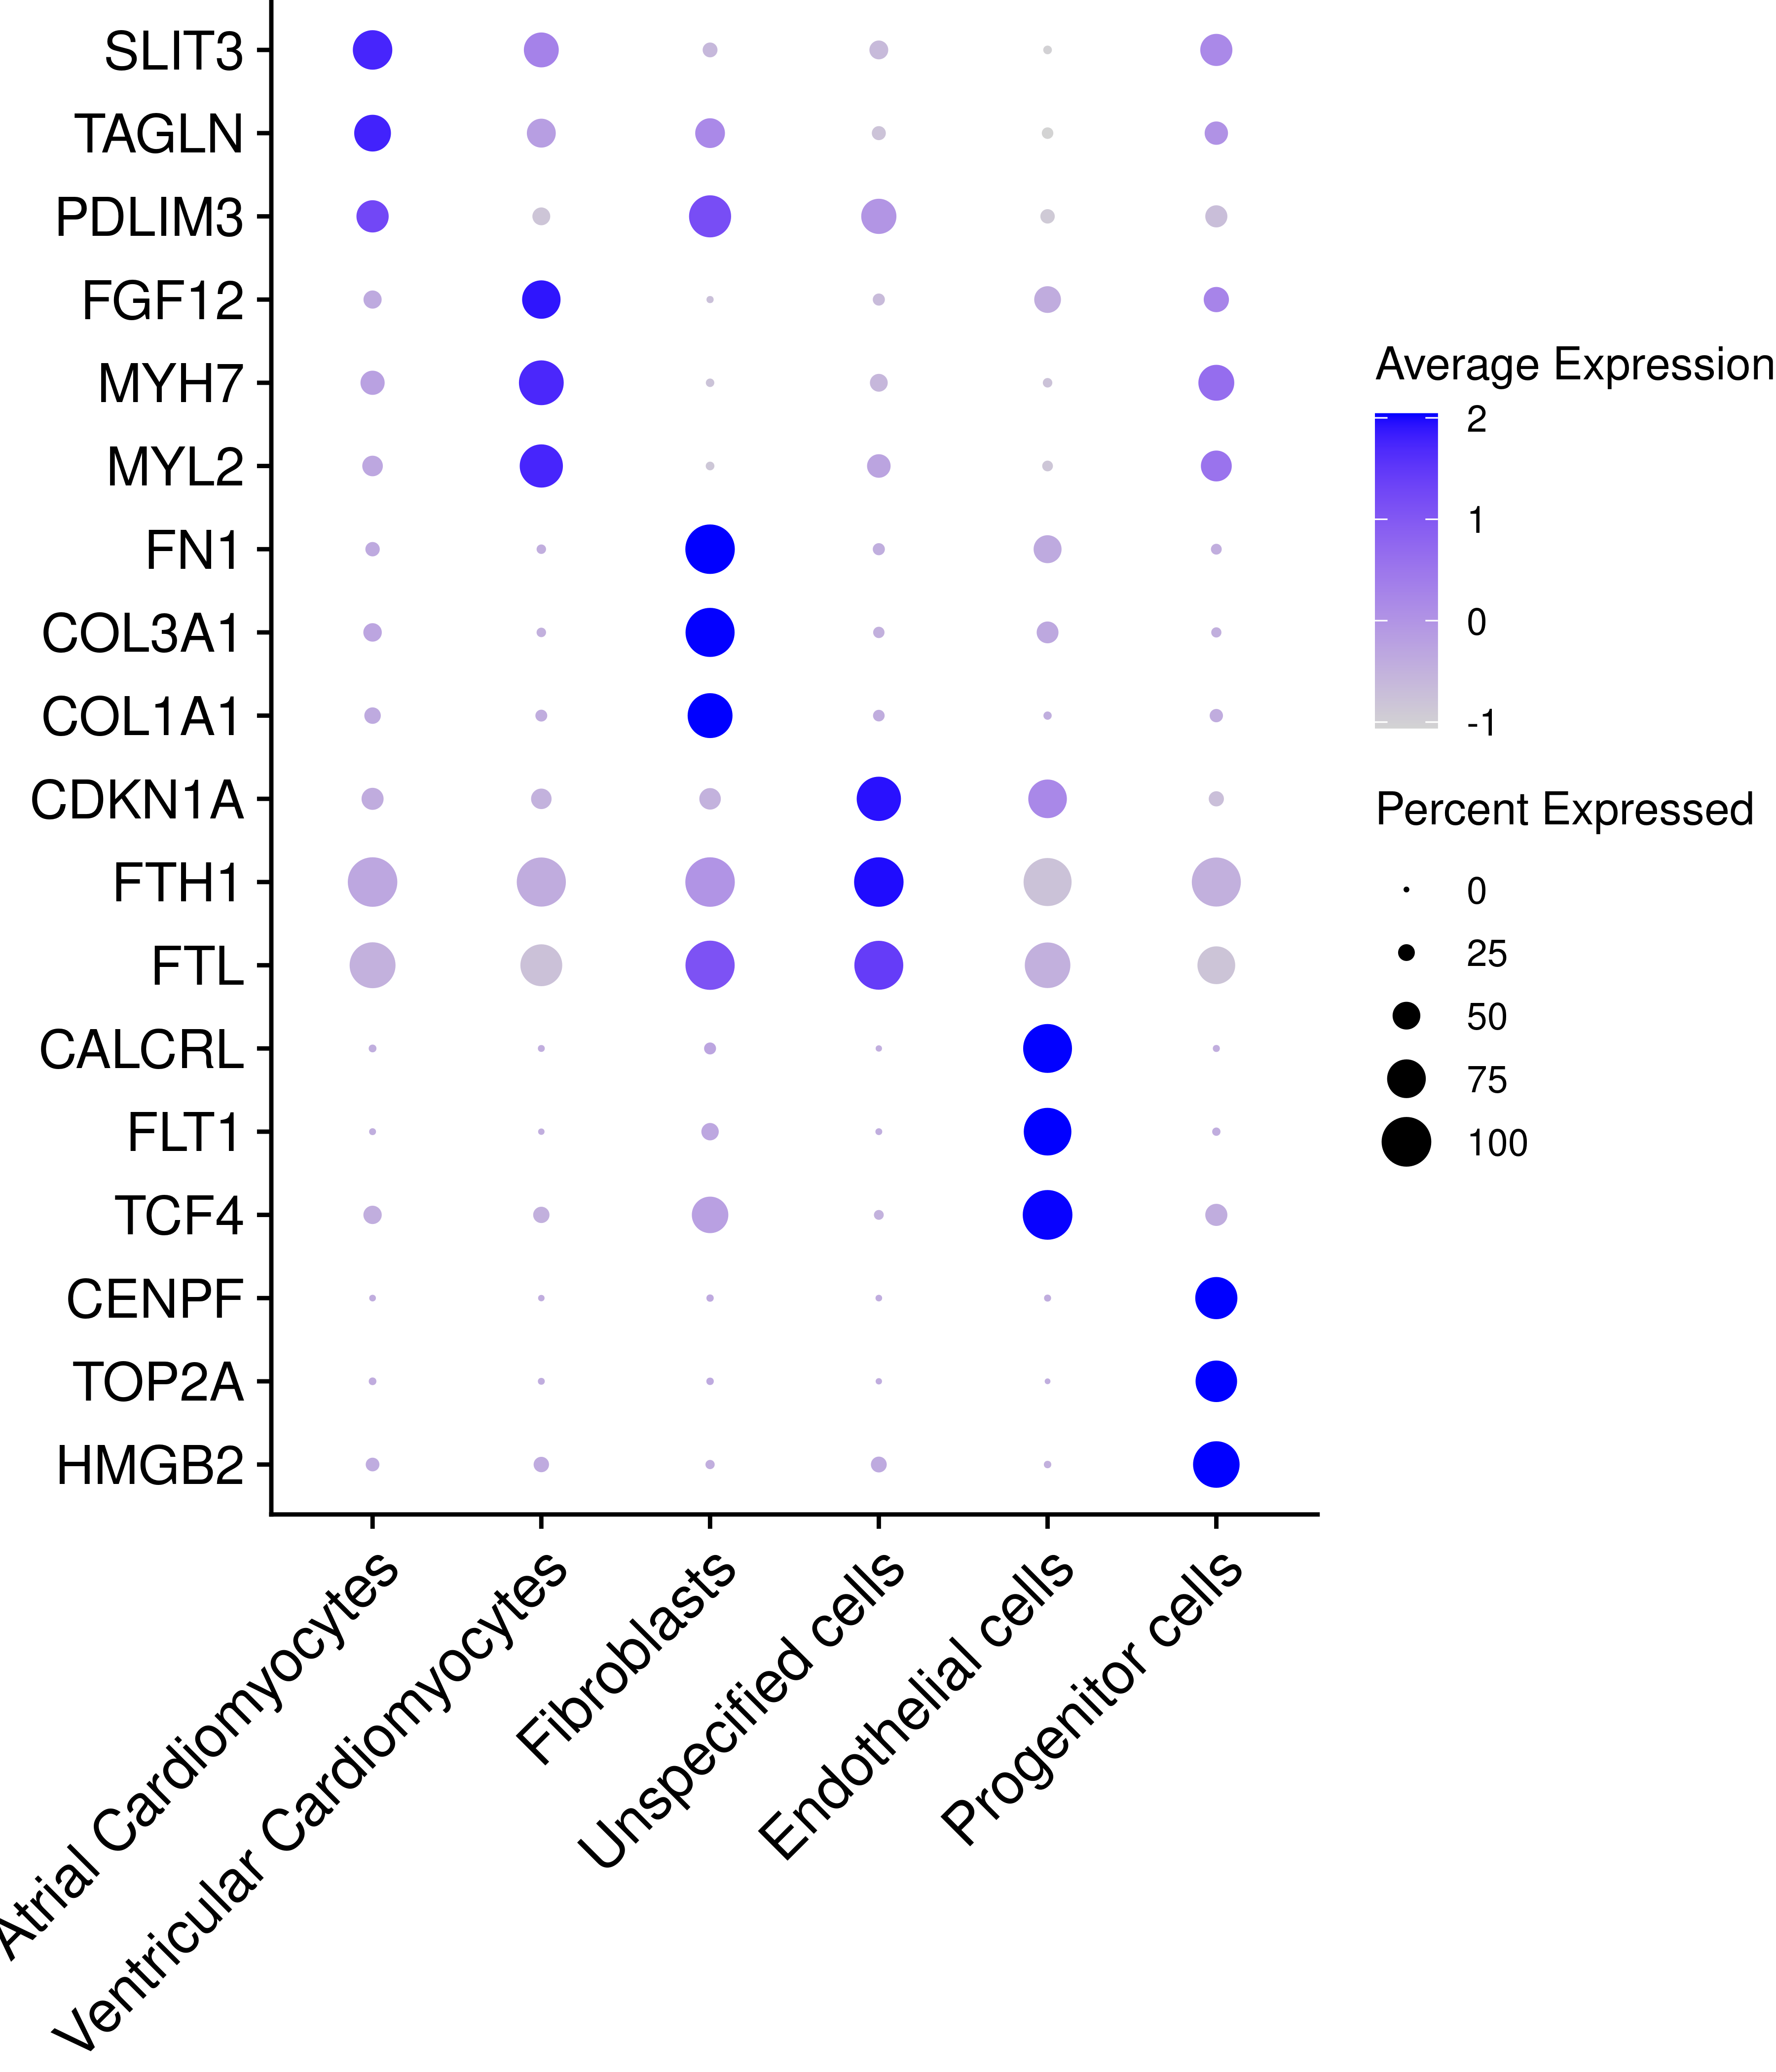 SLIT3
TAGLN
PDLIM3
FGF12
MYH7
MYL2
FN1
COL3A1
COL1A1
CDKN1A
FTH1
FTL
CALCRL
FLT1
TCF4
CENPF
TOP2A
HMGB2
Atrial Cardiomyocytes
Ventricular Cardiomyocytes
Fibroblasts
Unspecified cells
Endothelial cells
Progenitor cells
Average Expression
2
1
0
-1
Percent Expressed
0
25
50
75
100